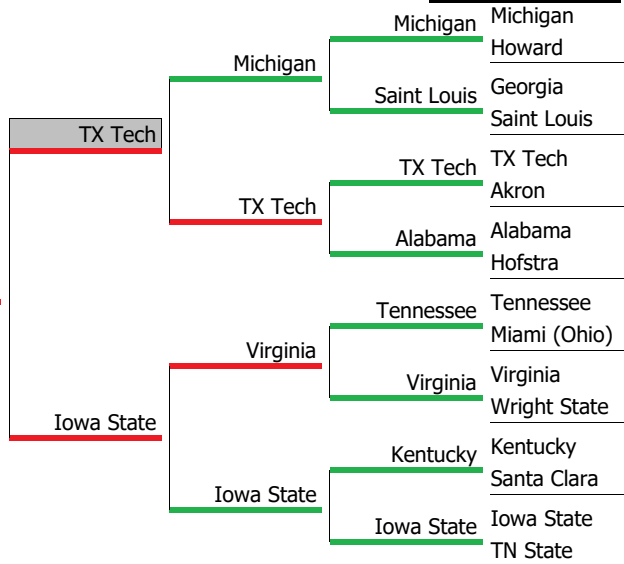 Michigan
Michigan
Howard
Michigan
Georgia
Saint Louis
Saint Louis
TX Tech
TX Tech
TX Tech
Akron
TX Tech
Alabama
Alabama
Hofstra
Tennessee
Tennessee
Miami (Ohio)
Virginia
Virginia
Virginia
Wright State
Iowa State
Kentucky
Kentucky
Santa Clara
Iowa State
Iowa State
Iowa State
TN State